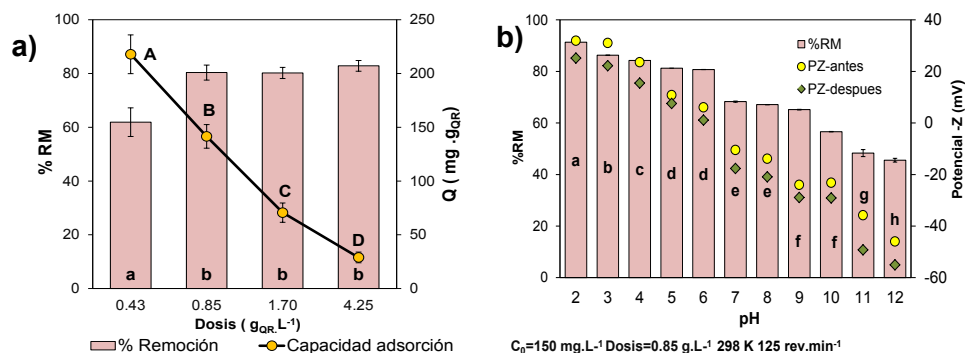 a)
100
80
60
40
20
0
% RM
250
200
150
100
50
0
Q ( mg .gQR)
A
B
C
D
a
b
b
b
0.43
0.85
1.70
4.25
Dosis ( gQR.L-1)
% Remoción
Capacidad adsorción
b)
100
80
60
40
20
0
%RM
40
20
0
-20
-40
-60
Potencial -Z (mV)
%RM
PZ-antes
PZ-despues
a
b
c
d
d
e
e
f
f
g
h
2 3 4 5 6 7 8 9 10 11 12
pH
C0=150 mg.L-1 Dosis=0.85 g.L-1 298 K 125 rev.min-1